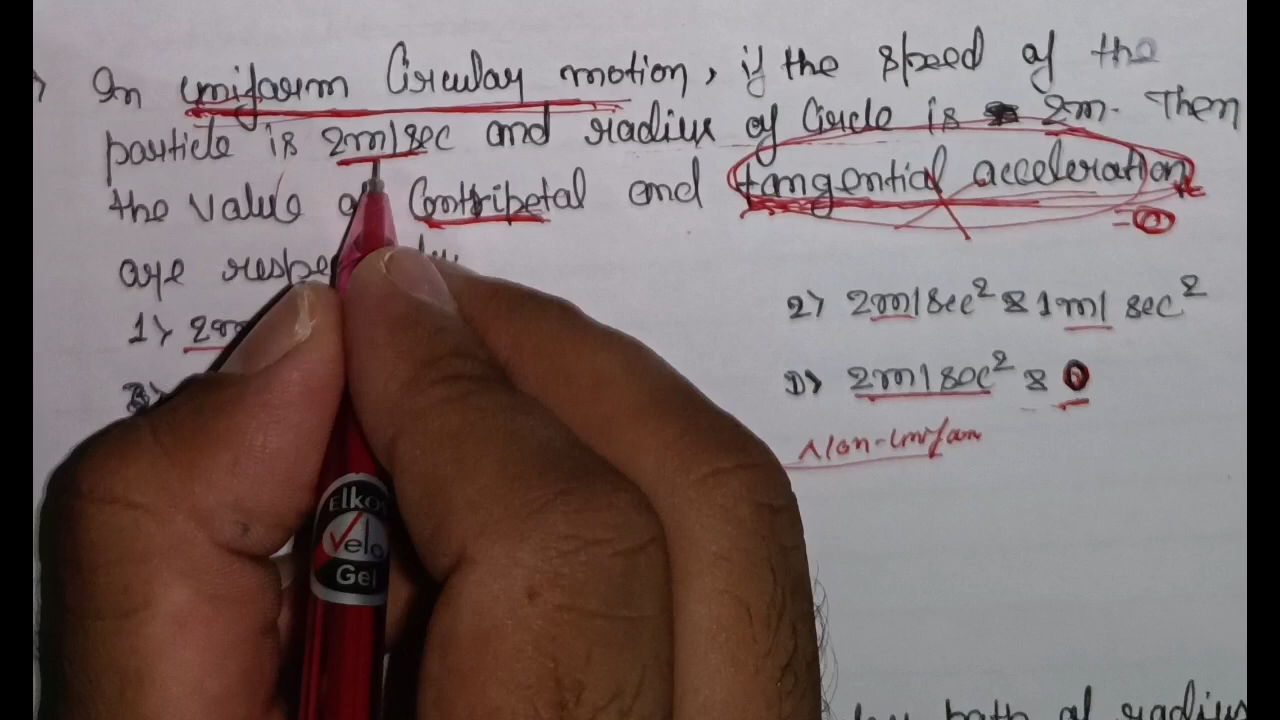 In uniform Circular motion, if the speed of the
particle is 2m/sec and radius of Circle is 2m. Then
the value of Centripetal and tangential acceleration
= 0
are
1> 2m
2> 2m/sec² & 1m/sec²
D> 2m/sec² & 0
Non-uniform
Elkos
Velo
Gel
path of radius